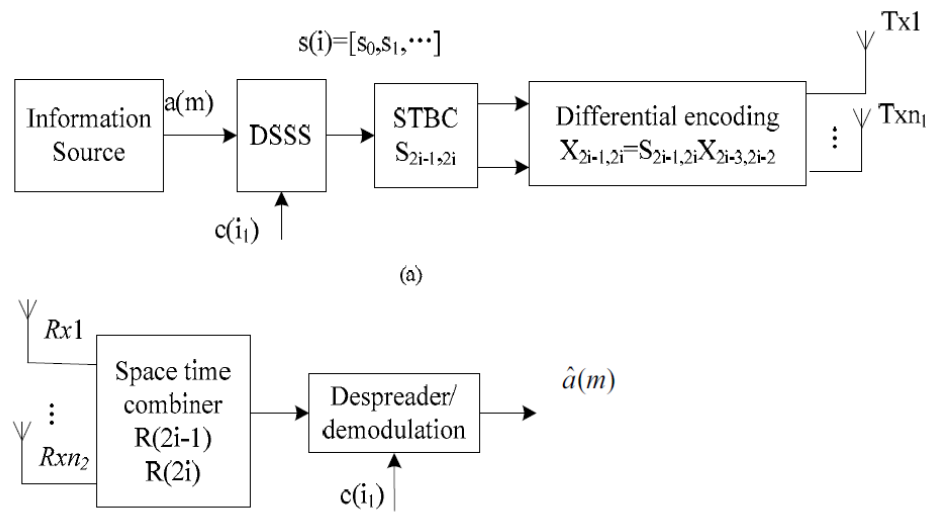 s(i)=[s₀,s₁,⋯]
Tx1
Information
Source
a(m)
DSSS
STBC
S₂ᵢ₋₁,₂ᵢ
Differential encoding
X₂ᵢ₋₁,₂ᵢ=S₂ᵢ₋₁,₂ᵢX₂ᵢ₋₃,₂ᵢ₋₂
⋮
Txn₁
c(i₁)
(a)
Rx1
⋮
Rxn₂
Space time
combiner
R(2i-1)
R(2i)
Despreader/
demodulation
â(m)
c(i₁)